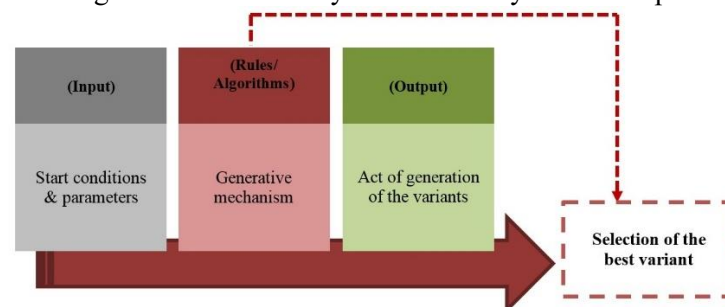 (Input)
(Rules/
Algorithms)
(Output)
Start conditions
& parameters
Generative
mechanism
Act of generation
of the variants
Selection of the
best variant